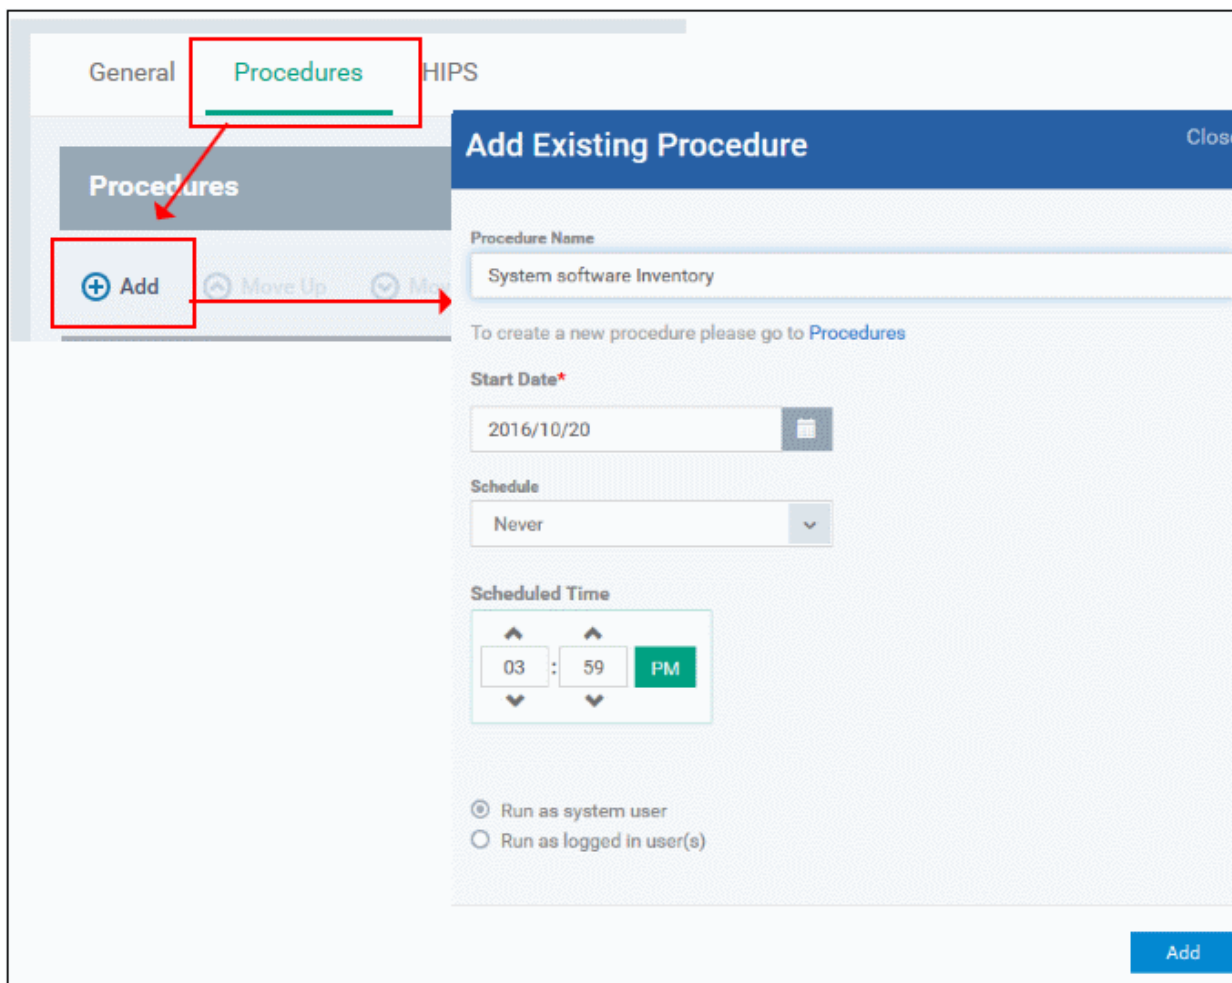 General Procedures HIPS
Procedures
Add Move Up
Add Existing Procedure
Procedure Name
System software Inventory
To create a new procedure please go to Procedures
Start Date*
2016/10/20
Schedule
Never
Scheduled Time
03 : 59 PM
Run as system user
Run as logged in user(s)
Add